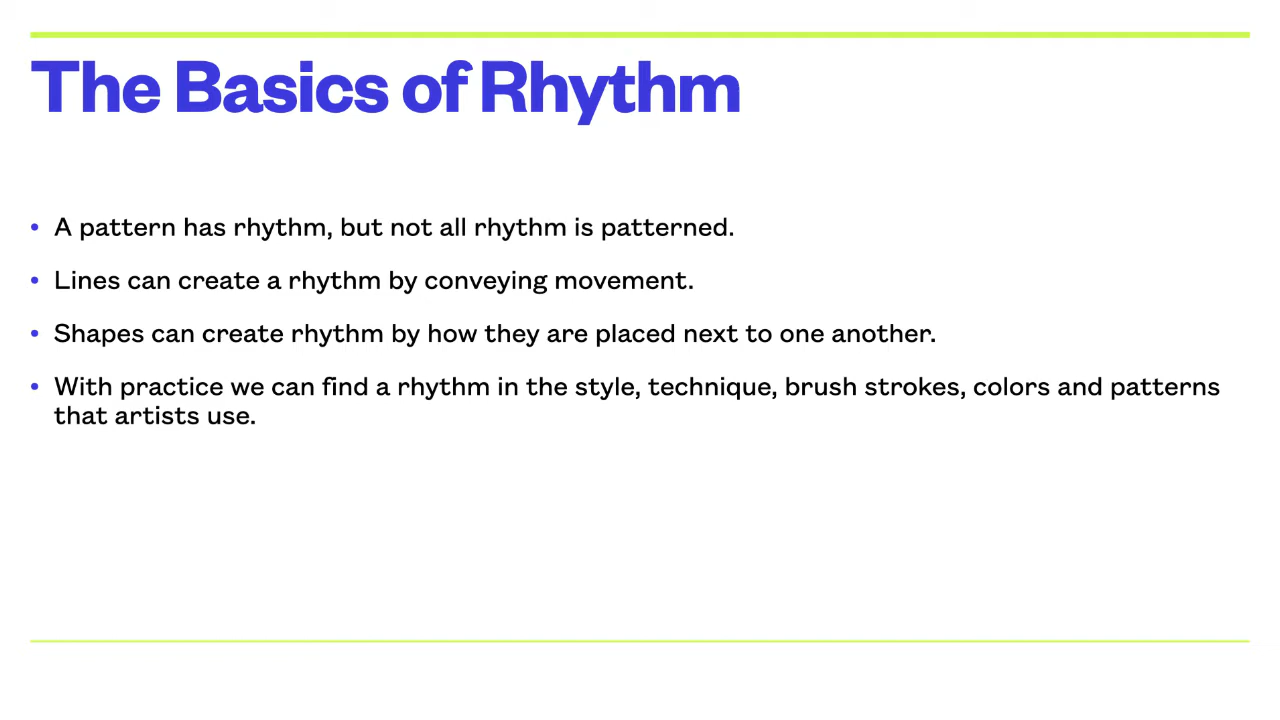 The Basics of Rhythm
• A pattern has rhythm, but not all rhythm is patterned.
• Lines can create a rhythm by conveying movement.
• Shapes can create rhythm by how they are placed next to one another.
• With practice we can find a rhythm in the style, technique, brush strokes, colors and patterns
that artists use.